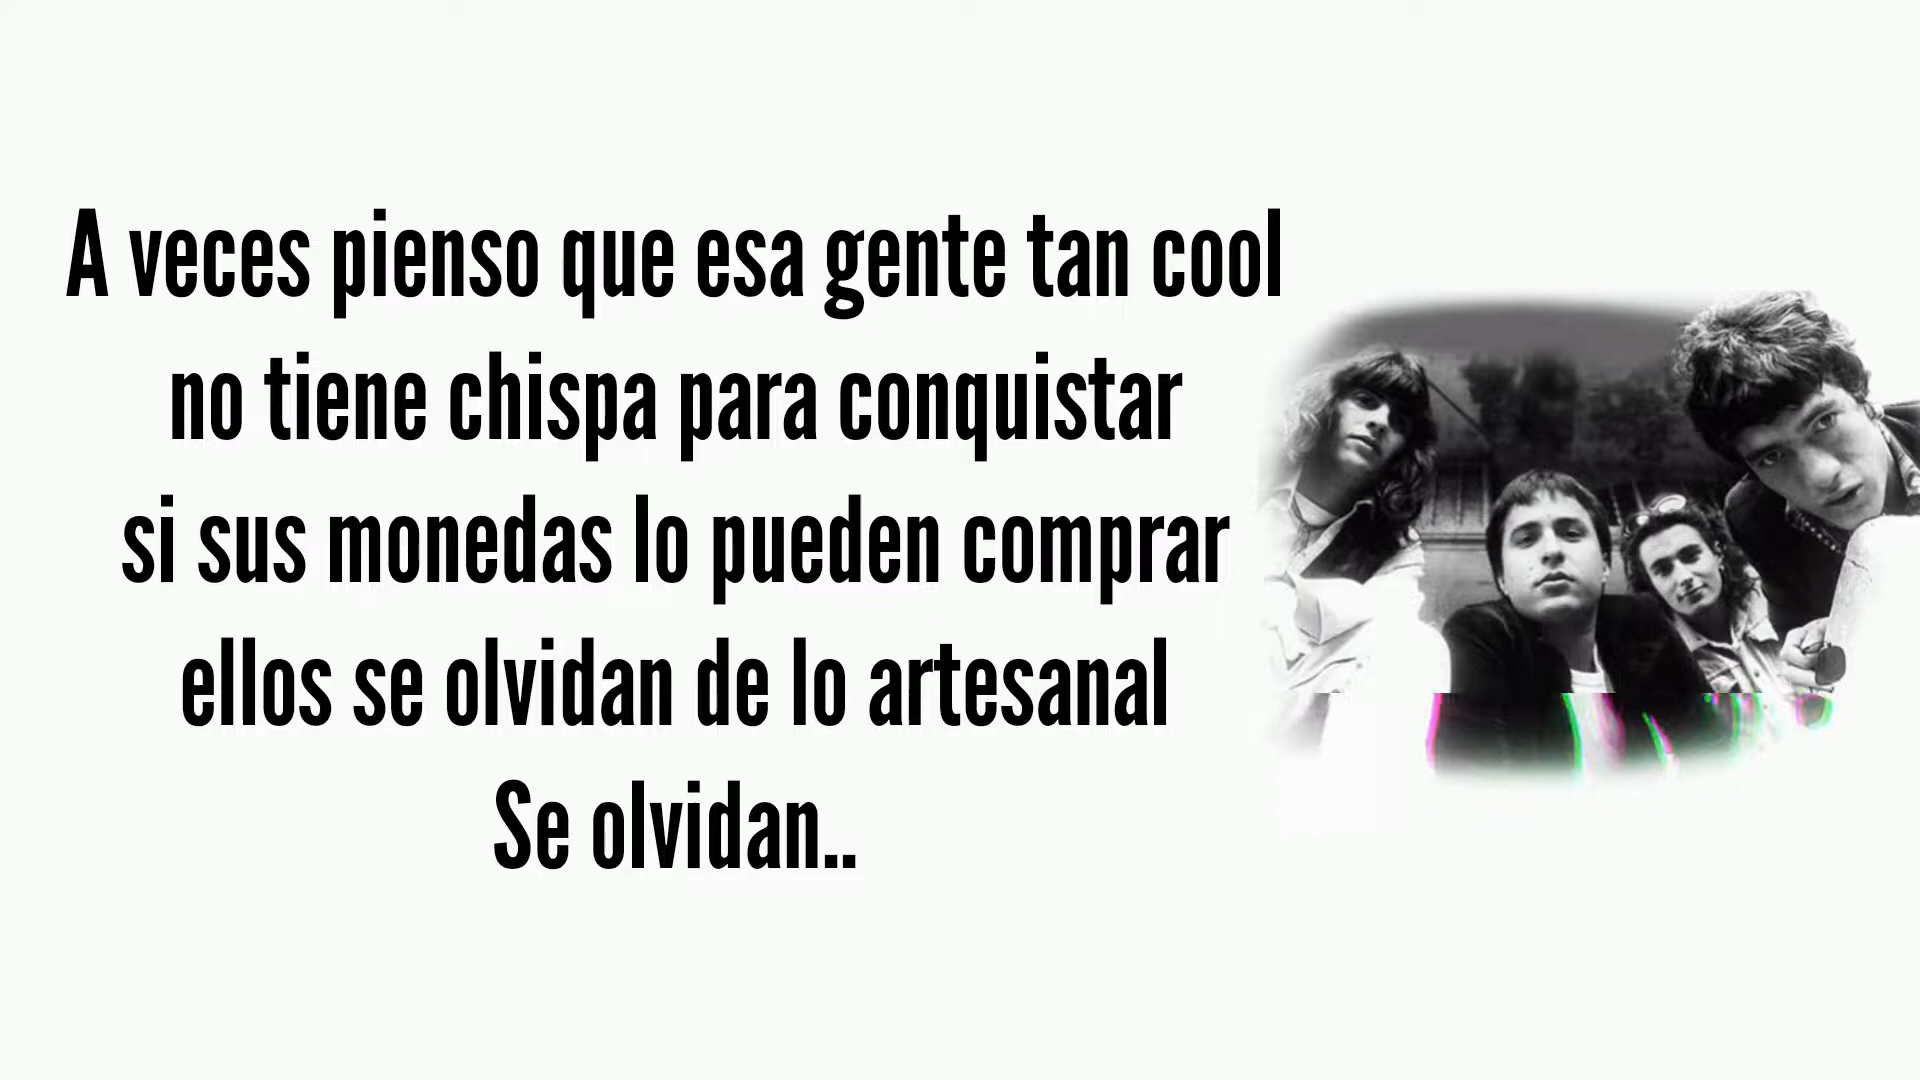 A veces pienso que esa gente tan cool
no tiene chispa para conquistar
si sus monedas lo pueden comprar
ellos se olvidan de lo artesanal
Se olvidan..